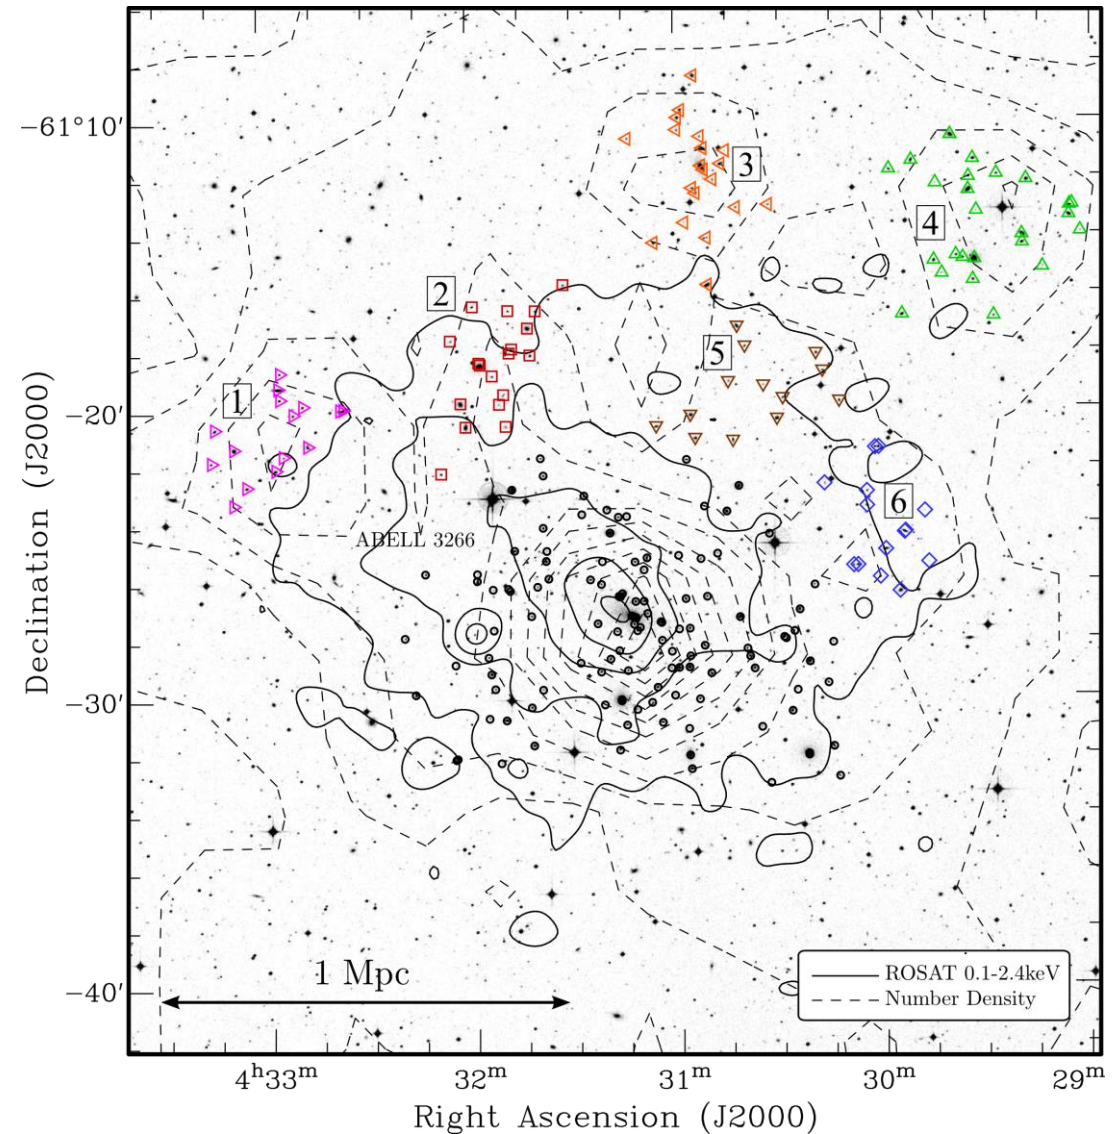 −61°10′
−20′
−30′
−40′
Declination (J2000)
3
4
2
5
1
6
ABELL 3266
1 Mpc
ROSAT 0.1-2.4keV
Number Density
4ʰ33ᵐ
32ᵐ
31ᵐ
30ᵐ
29ᵐ
Right Ascension (J2000)